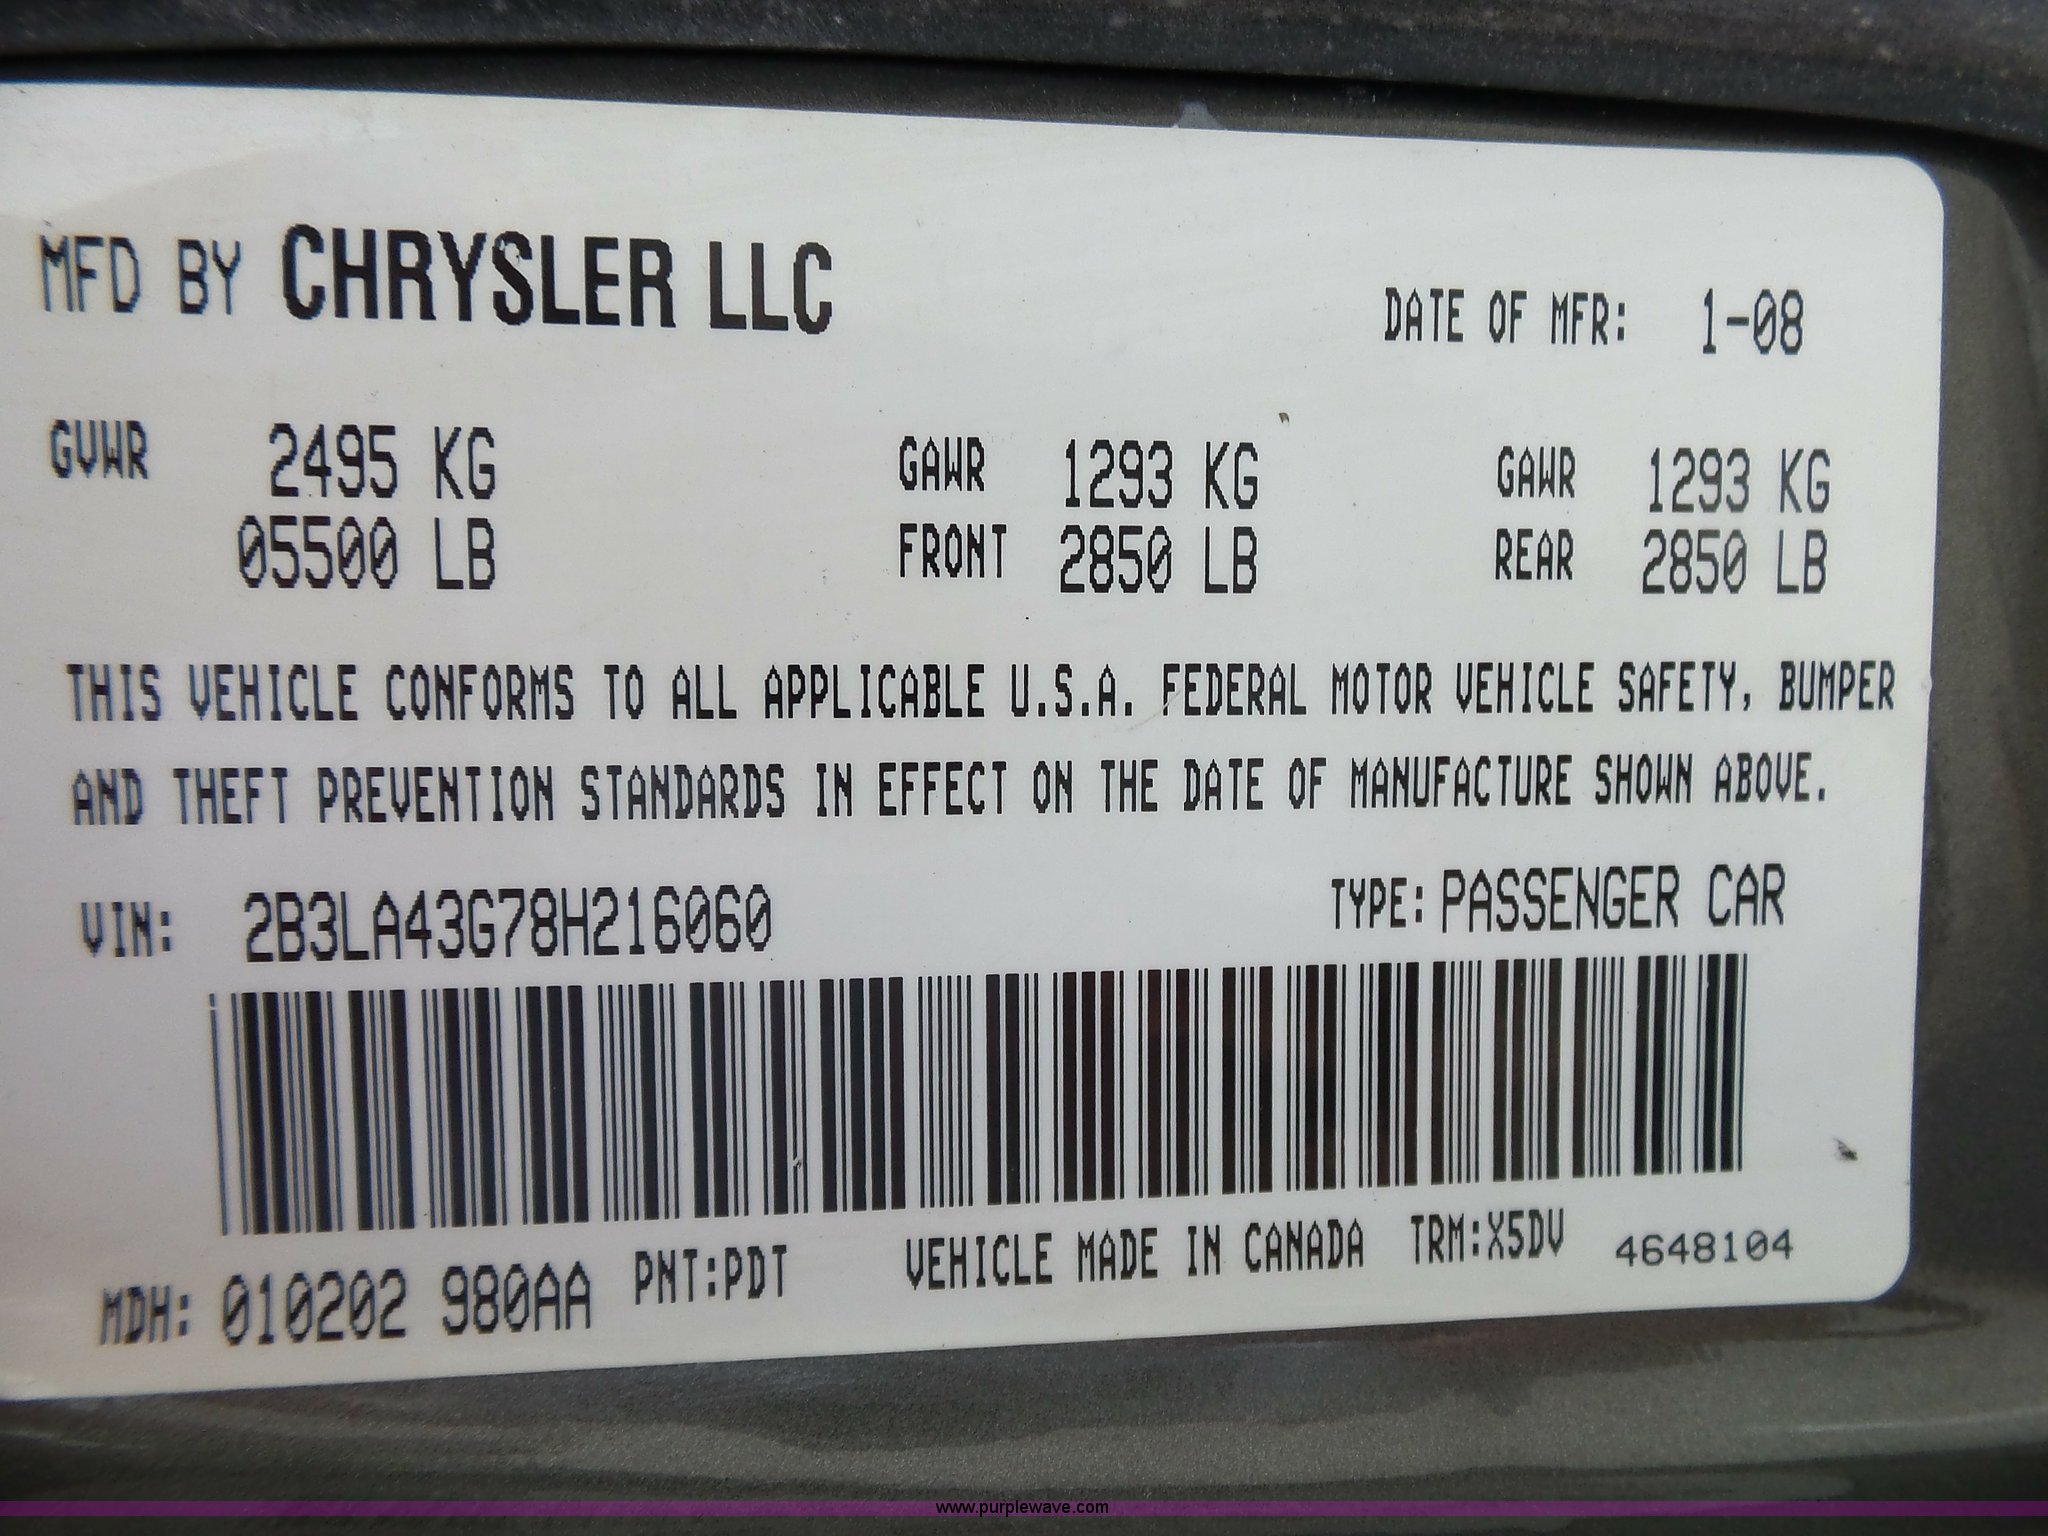 MFD BY CHRYSLER LLC DATE OF MFR: 1-08
GVWR 2495 KG GAWR 1293 KG GAWR 1293 KG
05500 LB FRONT 2850 LB REAR 2850 LB
THIS VEHICLE CONFORMS TO ALL APPLICABLE U.S.A. FEDERAL MOTOR VEHICLE SAFETY, BUMPER
AND THEFT PREVENTION STANDARDS IN EFFECT ON THE DATE OF MANUFACTURE SHOWN ABOVE.
VIN: 2B3LA43G78H216060 TYPE: PASSENGER CAR
MDH: 010202 980AA PNT:PDT VEHICLE MADE IN CANADA TRM:X5DV 4648104
www.purplewave.com